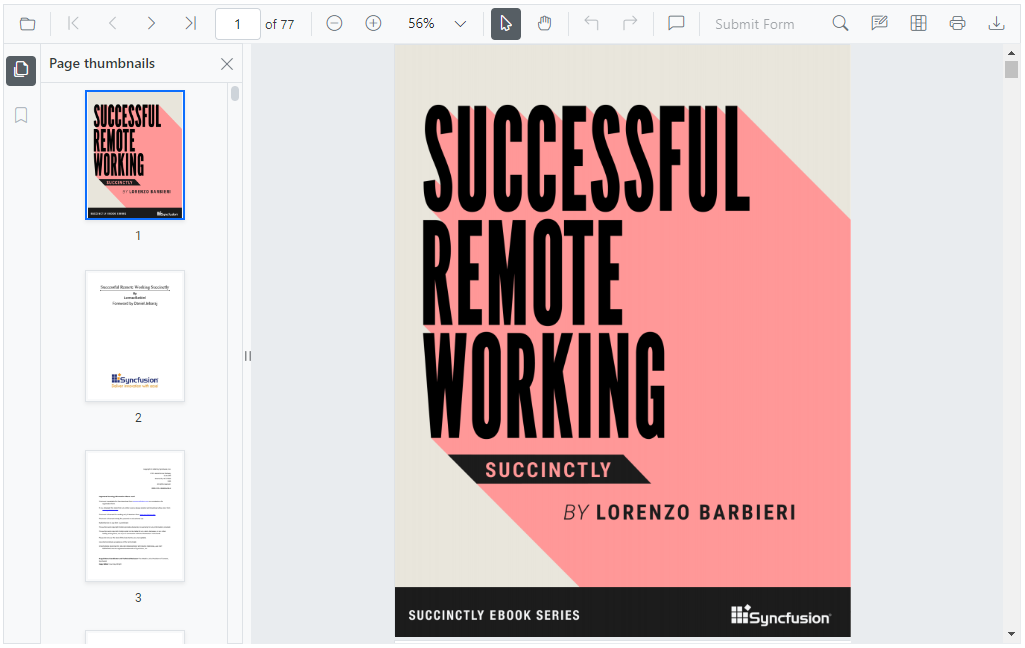 1 of 77 56% Submit Form
Page thumbnails
SUCCESSFUL
REMOTE
WORKING
SUCCINCTLY
BY LORENZO BARBIERI
SUCCINCTLY EBOOK SERIES
Syncfusion
1
Successful Remote Working Succinctly
By
Lorenzo Barbieri
Foreword by Daniel Jebaraj
Syncfusion
Deliver innovation with ease
2
3
SUCCESSFUL
REMOTE
WORKING
SUCCINCTLY
BY LORENZO BARBIERI
SUCCINCTLY EBOOK SERIES
Syncfusion